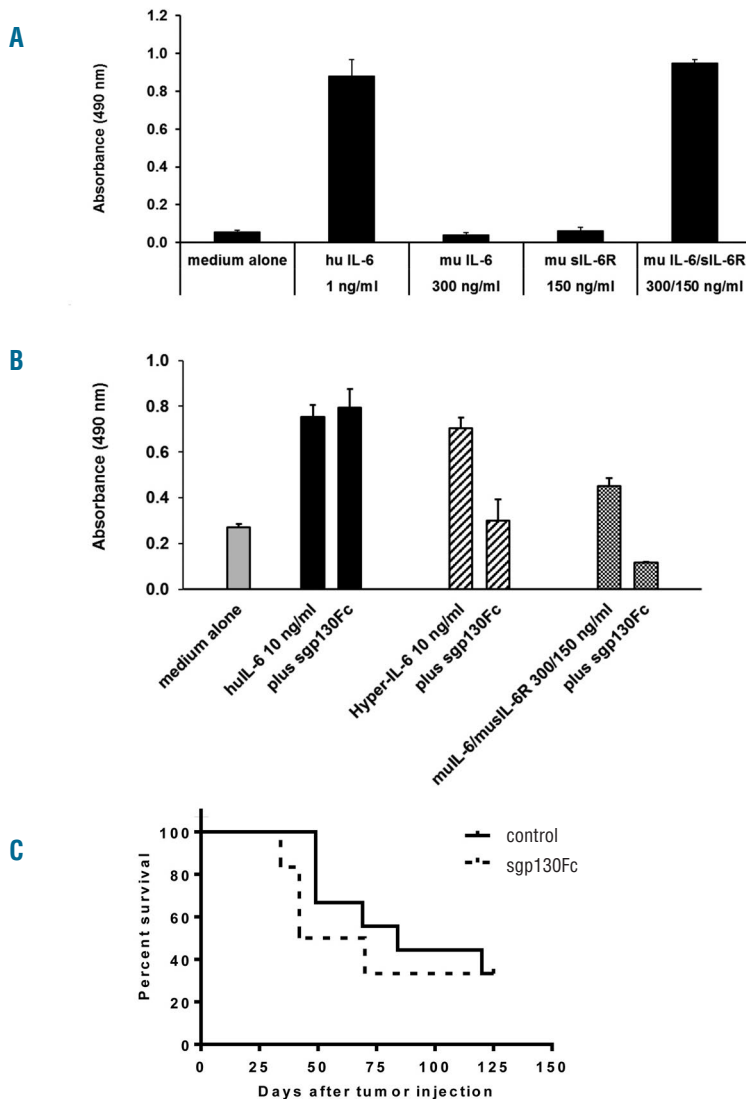 A
Absorbance (490 nm)
1.2
1.0
0.8
0.6
0.4
0.2
0.0
medium alone
hu IL-6
mu IL-6
mu sIL-6R
mu IL-6/sIL-6R
1 ng/ml
300 ng/ml
150 ng/ml
300/150 ng/ml
B
Absorbance (490 nm)
1.0
0.8
0.6
0.4
0.2
0.0
medium alone
huIL-6 10 ng/ml
plus sgp130Fc
Hyper-IL-6 10 ng/ml
plus sgp130Fc
muIL-6/musIL-6R 300/150 ng/ml
plus sgp130Fc
C
Percent survival
100
80
60
40
20
0
control
sgp130Fc
0
25
50
75
100
125
150
Days after tumor injection